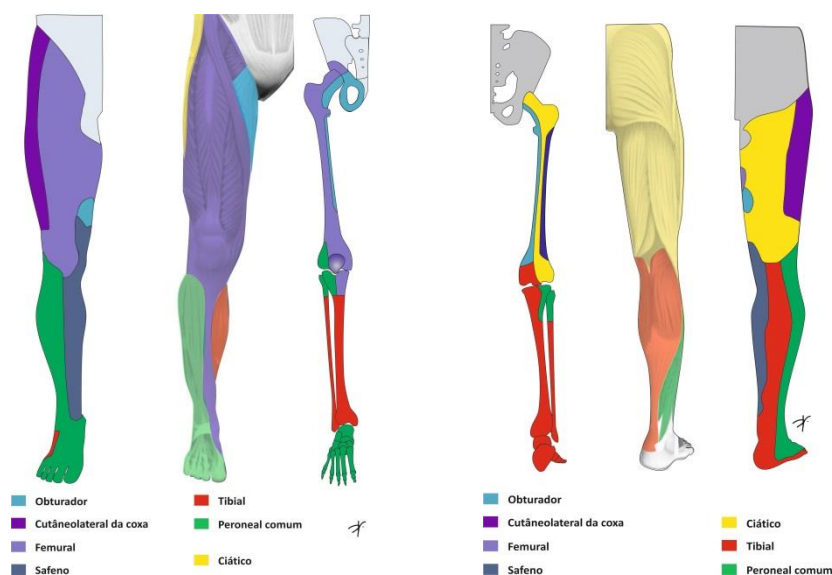 Obturador
Cutâneolateral da coxa
Femural
Safeno
Tibial
Peroneal comum
Ciático
Obturador
Cutâneolateral da coxa
Femural
Safeno
Ciático
Tibial
Peroneal comum